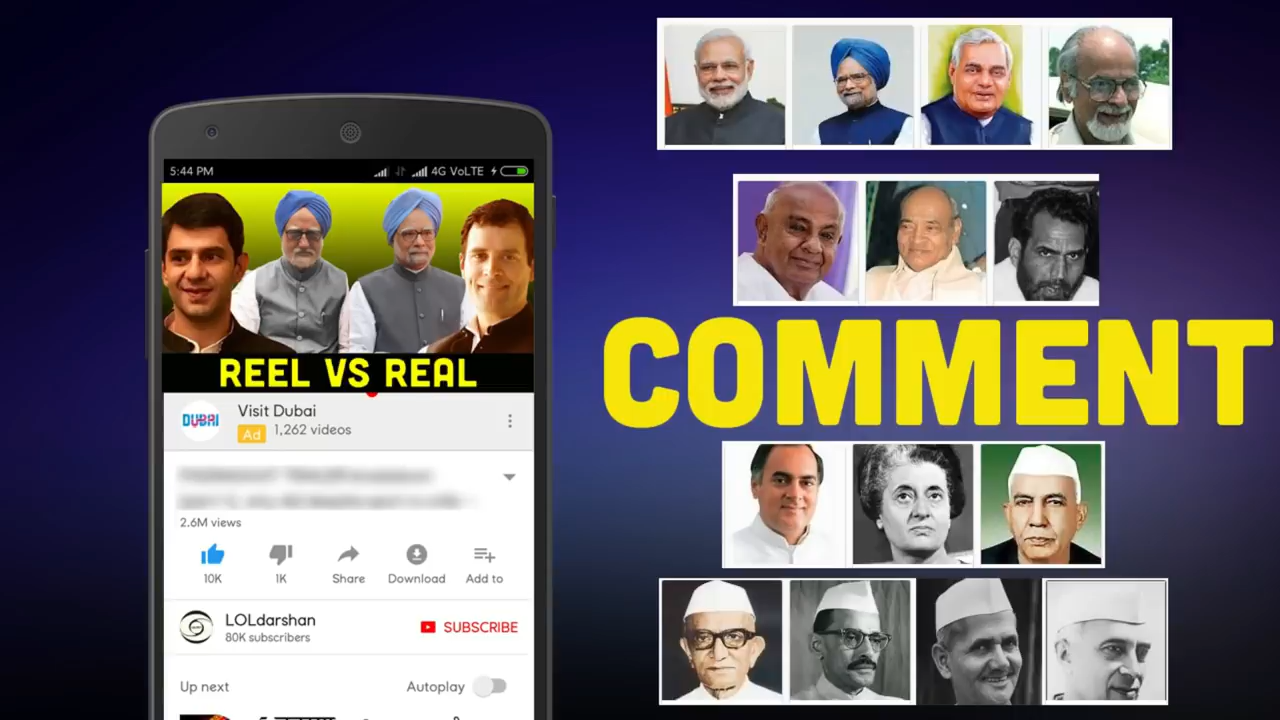 5:44 PM
4G VoLTE
REEL VS REAL
DUBAI
Visit Dubai
Ad 1,262 videos
2.6M views
10K
1K
Share
Download
Add to
LOLdarshan
80K subscribers
SUBSCRIBE
Up next
Autoplay
COMMENT